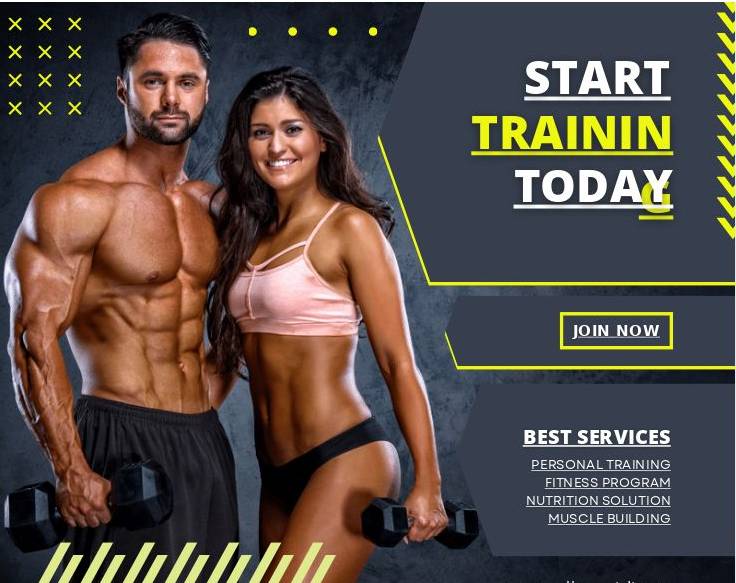 START
TRAININ
TODAY
G
JOIN NOW
BEST SERVICES
PERSONAL TRAINING
FITNESS PROGRAM
NUTRITION SOLUTION
MUSCLE BUILDING